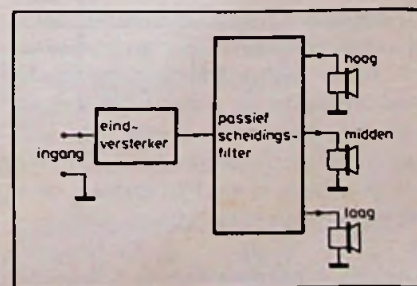 hoog
eind-
versterker
passief
scheidings-
filter
midden
ingang
laag